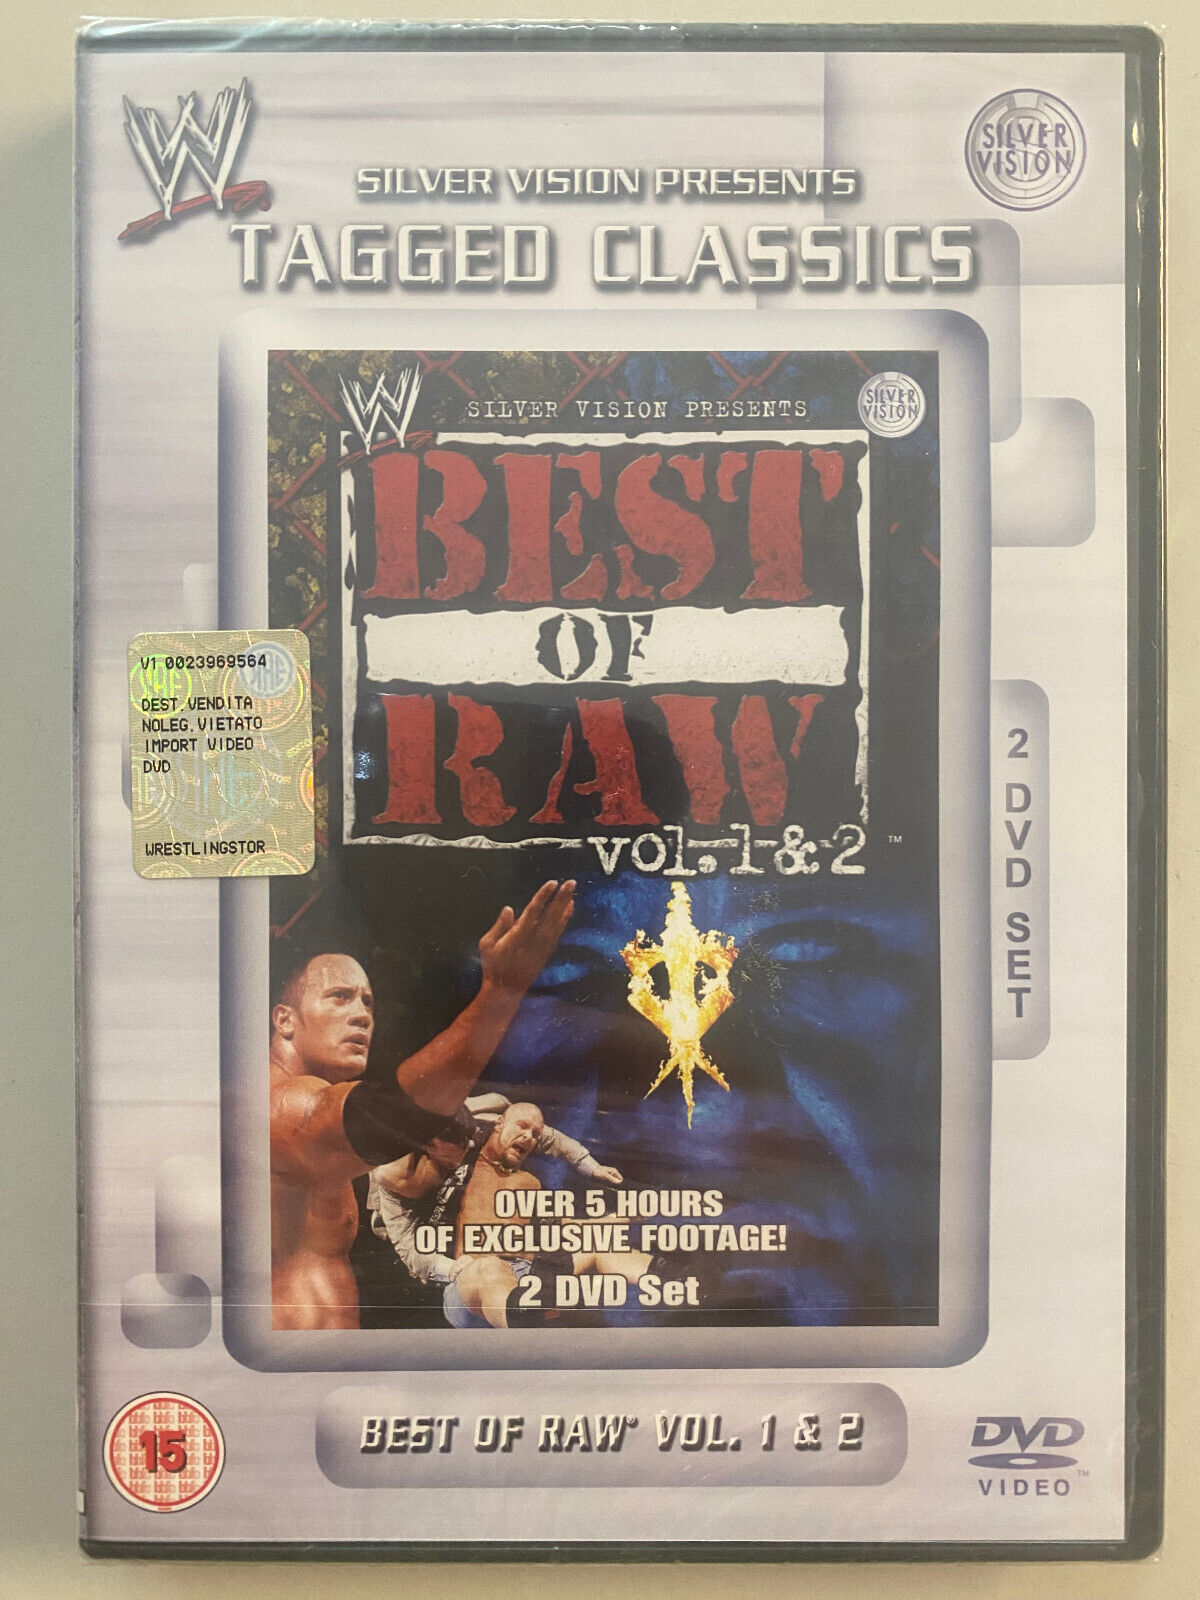 W
SILVER VISION
SILVER VISION PRESENTS
TAGGED CLASSICS
W
SILVER VISION PRESENTS
SILVER VISION
BEST
OF
RAW
vol.1&2 ™
V1 0023969564
DEST.VENDITA
NOLEG.VIETATO
IMPORT VIDEO
DVD
WRESTLINGSTOR
2 DVD SET
OVER 5 HOURS
OF EXCLUSIVE FOOTAGE!
2 DVD Set
15
BEST OF RAW® VOL. 1 & 2
DVD
VIDEO™